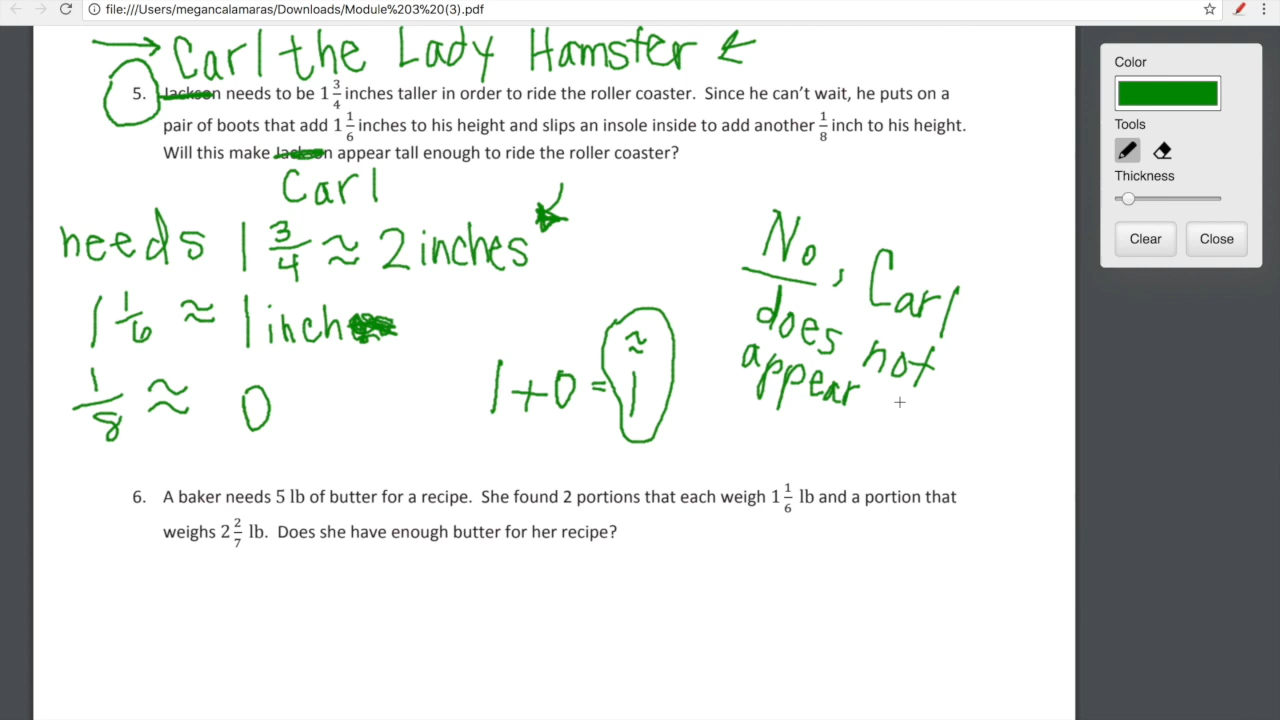 file:///Users/megancalamaras/Downloads/Module%203%20(3).pdf
Carl the Lady Hamster
5. Jackson needs to be 1 3/4 inches taller in order to ride the roller coaster. Since he can't wait, he puts on a
pair of boots that add 1 1/6 inches to his height and slips an insole inside to add another 1/8 inch to his height.
Will this make Jackson appear tall enough to ride the roller coaster?
Carl
needs 1 3/4 ≈ 2 inches
1 1/6 ≈ 1 inch
1/8 ≈ 0
1 + 0 = ≈ 1
No, Carl
does not
appear
6. A baker needs 5 lb of butter for a recipe. She found 2 portions that each weigh 1 1/6 lb and a portion that
weighs 2 2/7 lb. Does she have enough butter for her recipe?
Color
Tools
Thickness
Clear Close